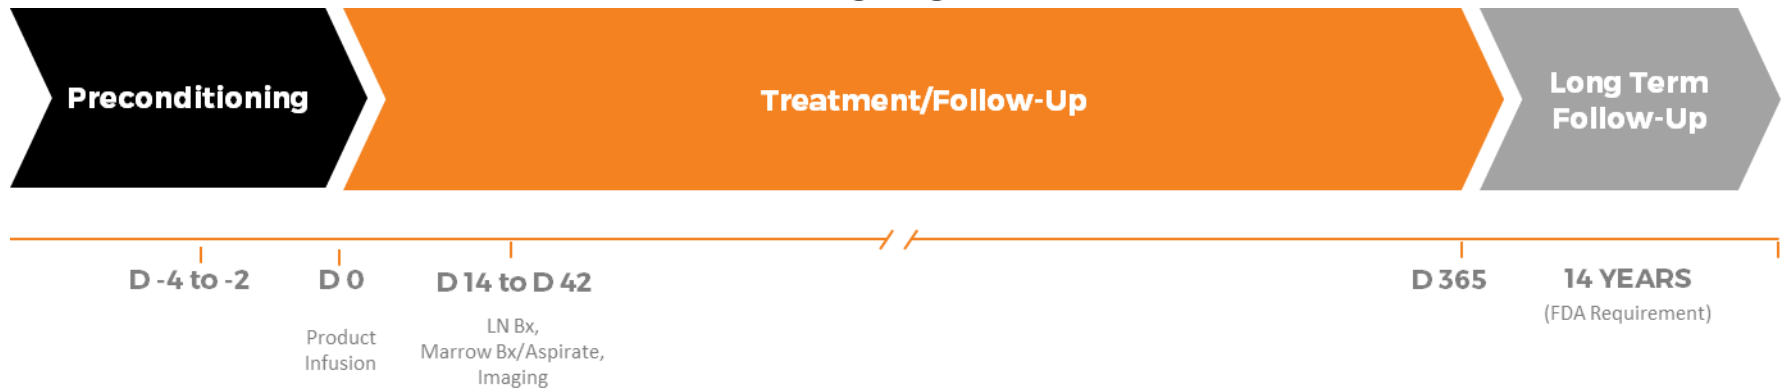 Preconditioning
Treatment/Follow-Up
Long Term
Follow-Up
D -4 to -2
D 0
D 14 to D 42
D 365
14 YEARS
(FDA Requirement)
Product
Infusion
LN Bx,
Marrow Bx/Aspirate,
Imaging